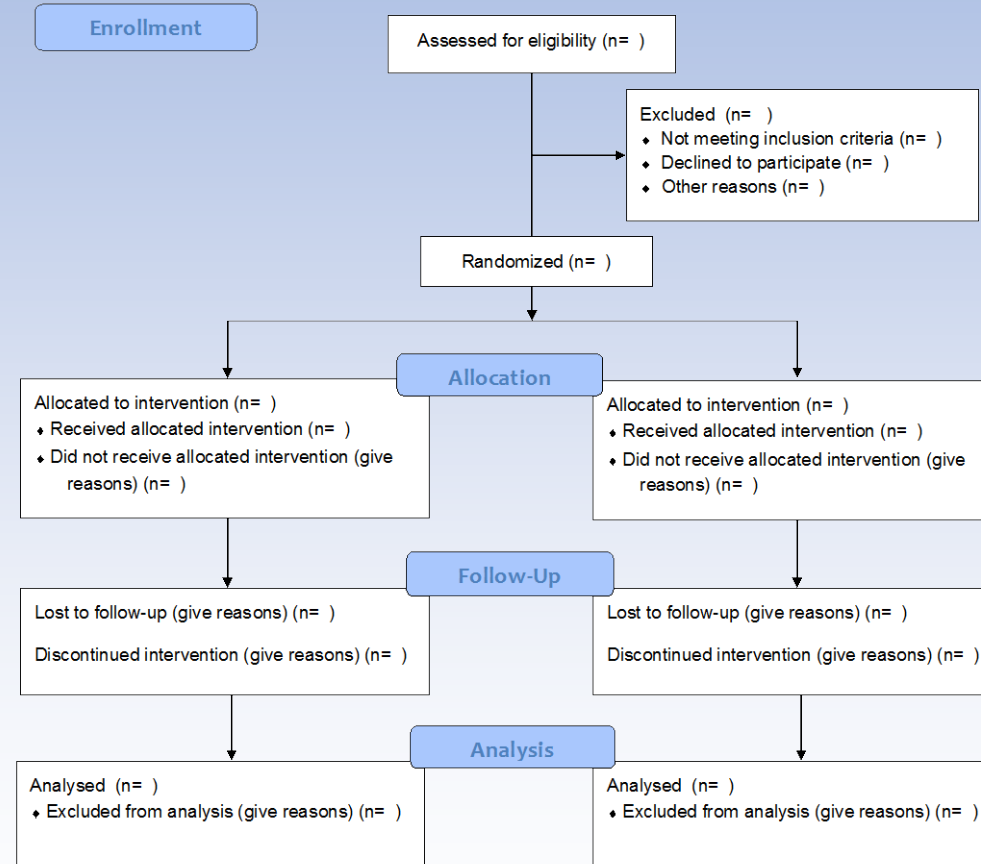 Enrollment
Assessed for eligibility (n=  )
Excluded  (n=   )
♦ Not meeting inclusion criteria (n=  )
♦ Declined to participate (n=  )
♦ Other reasons (n=  )
Randomized (n=  )
Allocation
Allocated to intervention (n=  )
♦ Received allocated intervention (n=  )
♦ Did not receive allocated intervention (give
reasons) (n=  )
Allocated to intervention (n=  )
♦ Received allocated intervention (n=  )
♦ Did not receive allocated intervention (give
reasons) (n=  )
Follow-Up
Lost to follow-up (give reasons) (n=  )
Discontinued intervention (give reasons) (n=  )
Lost to follow-up (give reasons) (n=  )
Discontinued intervention (give reasons) (n=  )
Analysis
Analysed  (n=  )
♦ Excluded from analysis (give reasons) (n=  )
Analysed  (n=  )
♦ Excluded from analysis (give reasons) (n=  )